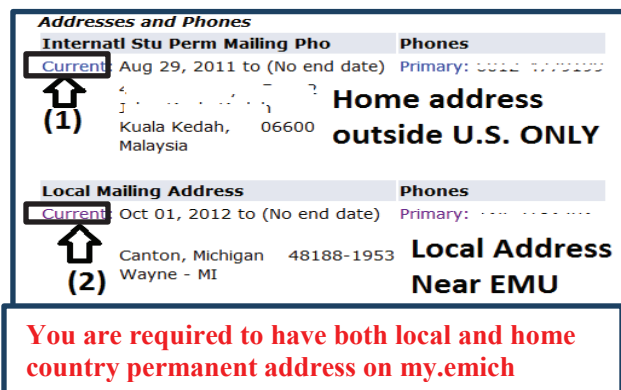 Addresses and Phones
Internatl Stu Perm Mailing Pho Phones
Current: Aug 29, 2011 to (No end date) Primary:
(1)
Home address
outside U.S. ONLY
Kuala Kedah, 06600
Malaysia
Local Mailing Address Phones
Current: Oct 01, 2012 to (No end date) Primary:
(2)
Canton, Michigan 48188-1953
Wayne - MI
Local Address
Near EMU
You are required to have both local and home
country permanent address on my.emich